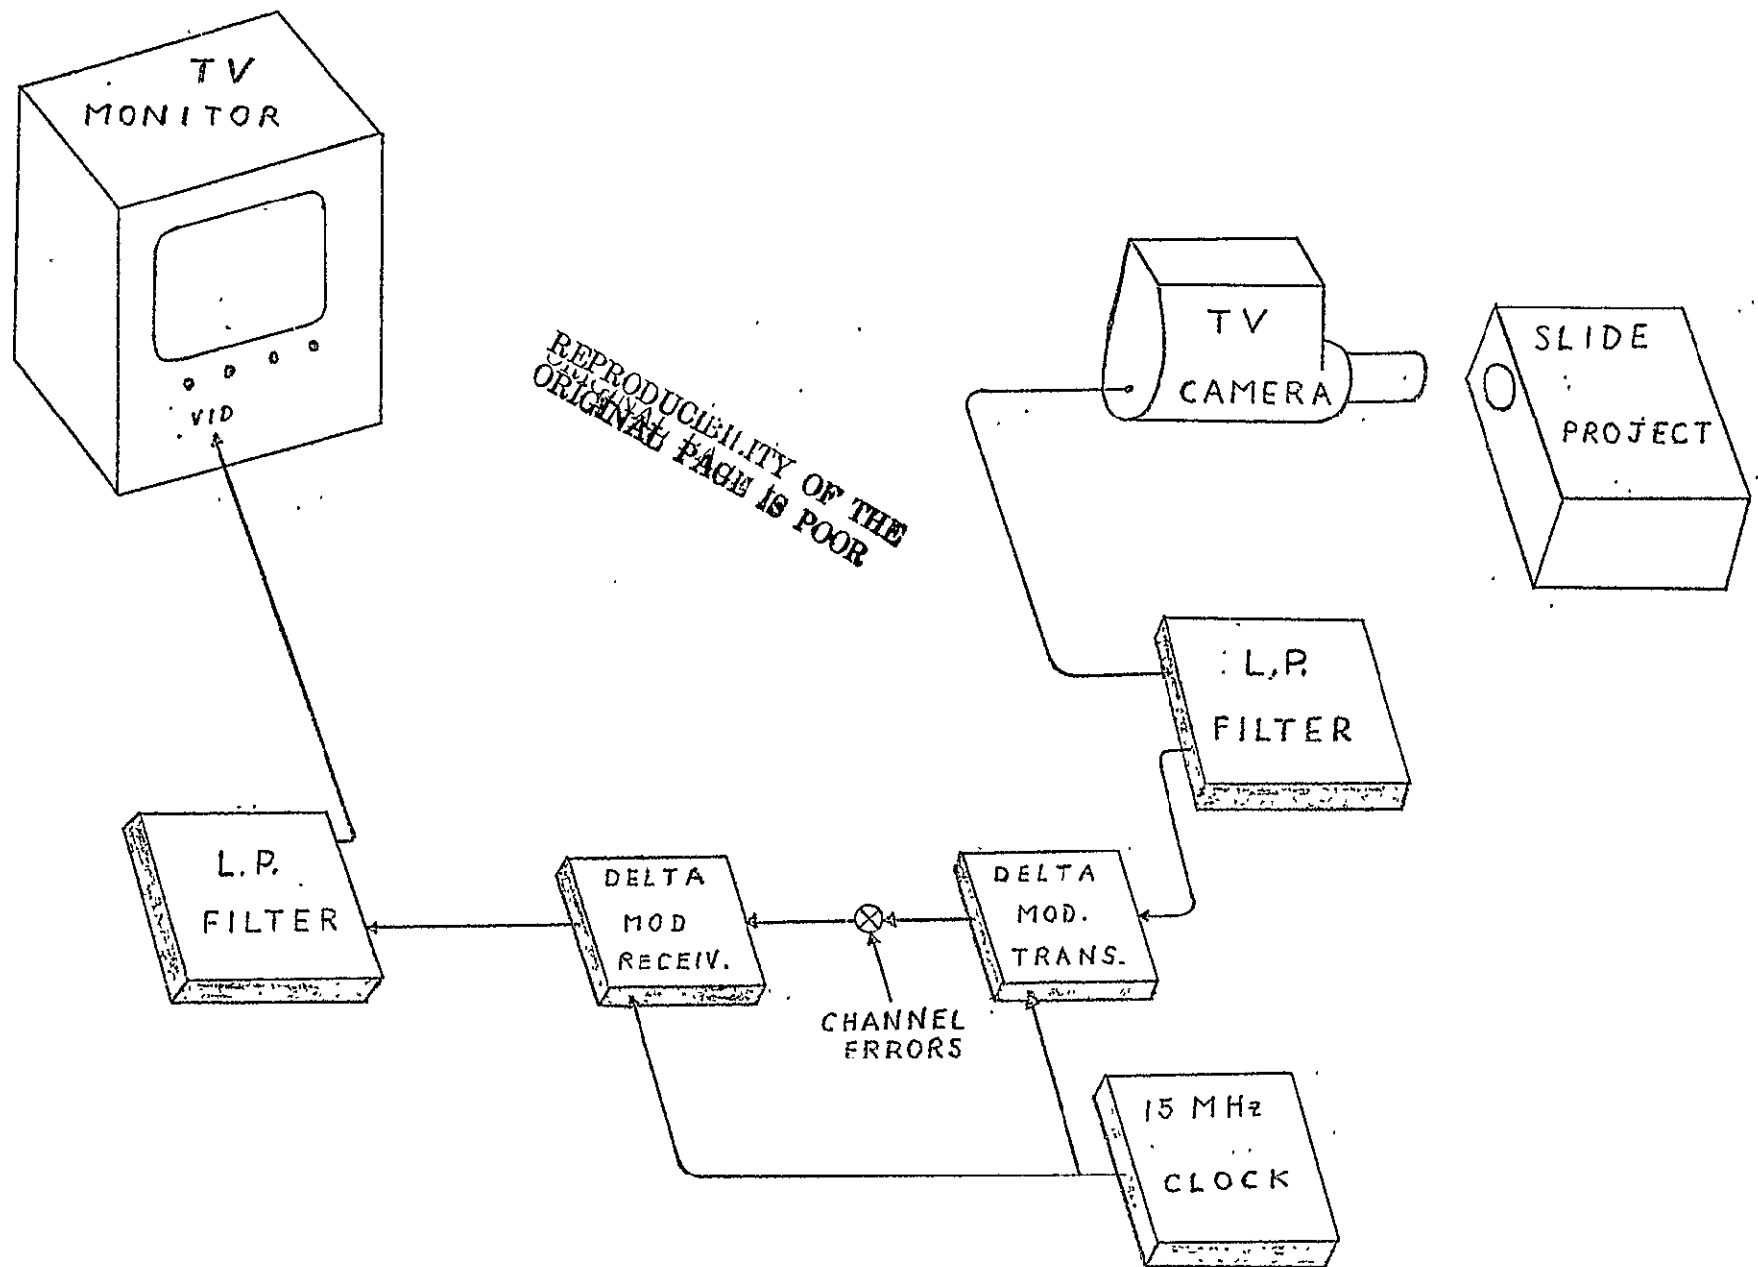 TV
MONITOR
VID
REPRODUCIBILITY OF THE
ORIGINAL PAGE IS POOR
TV
CAMERA
SLIDE
PROJECT
L.P.
FILTER
L.P.
FILTER
DELTA
MOD
RECEIV.
DELTA
MOD.
TRANS.
CHANNEL
ERRORS
15 MHz
CLOCK